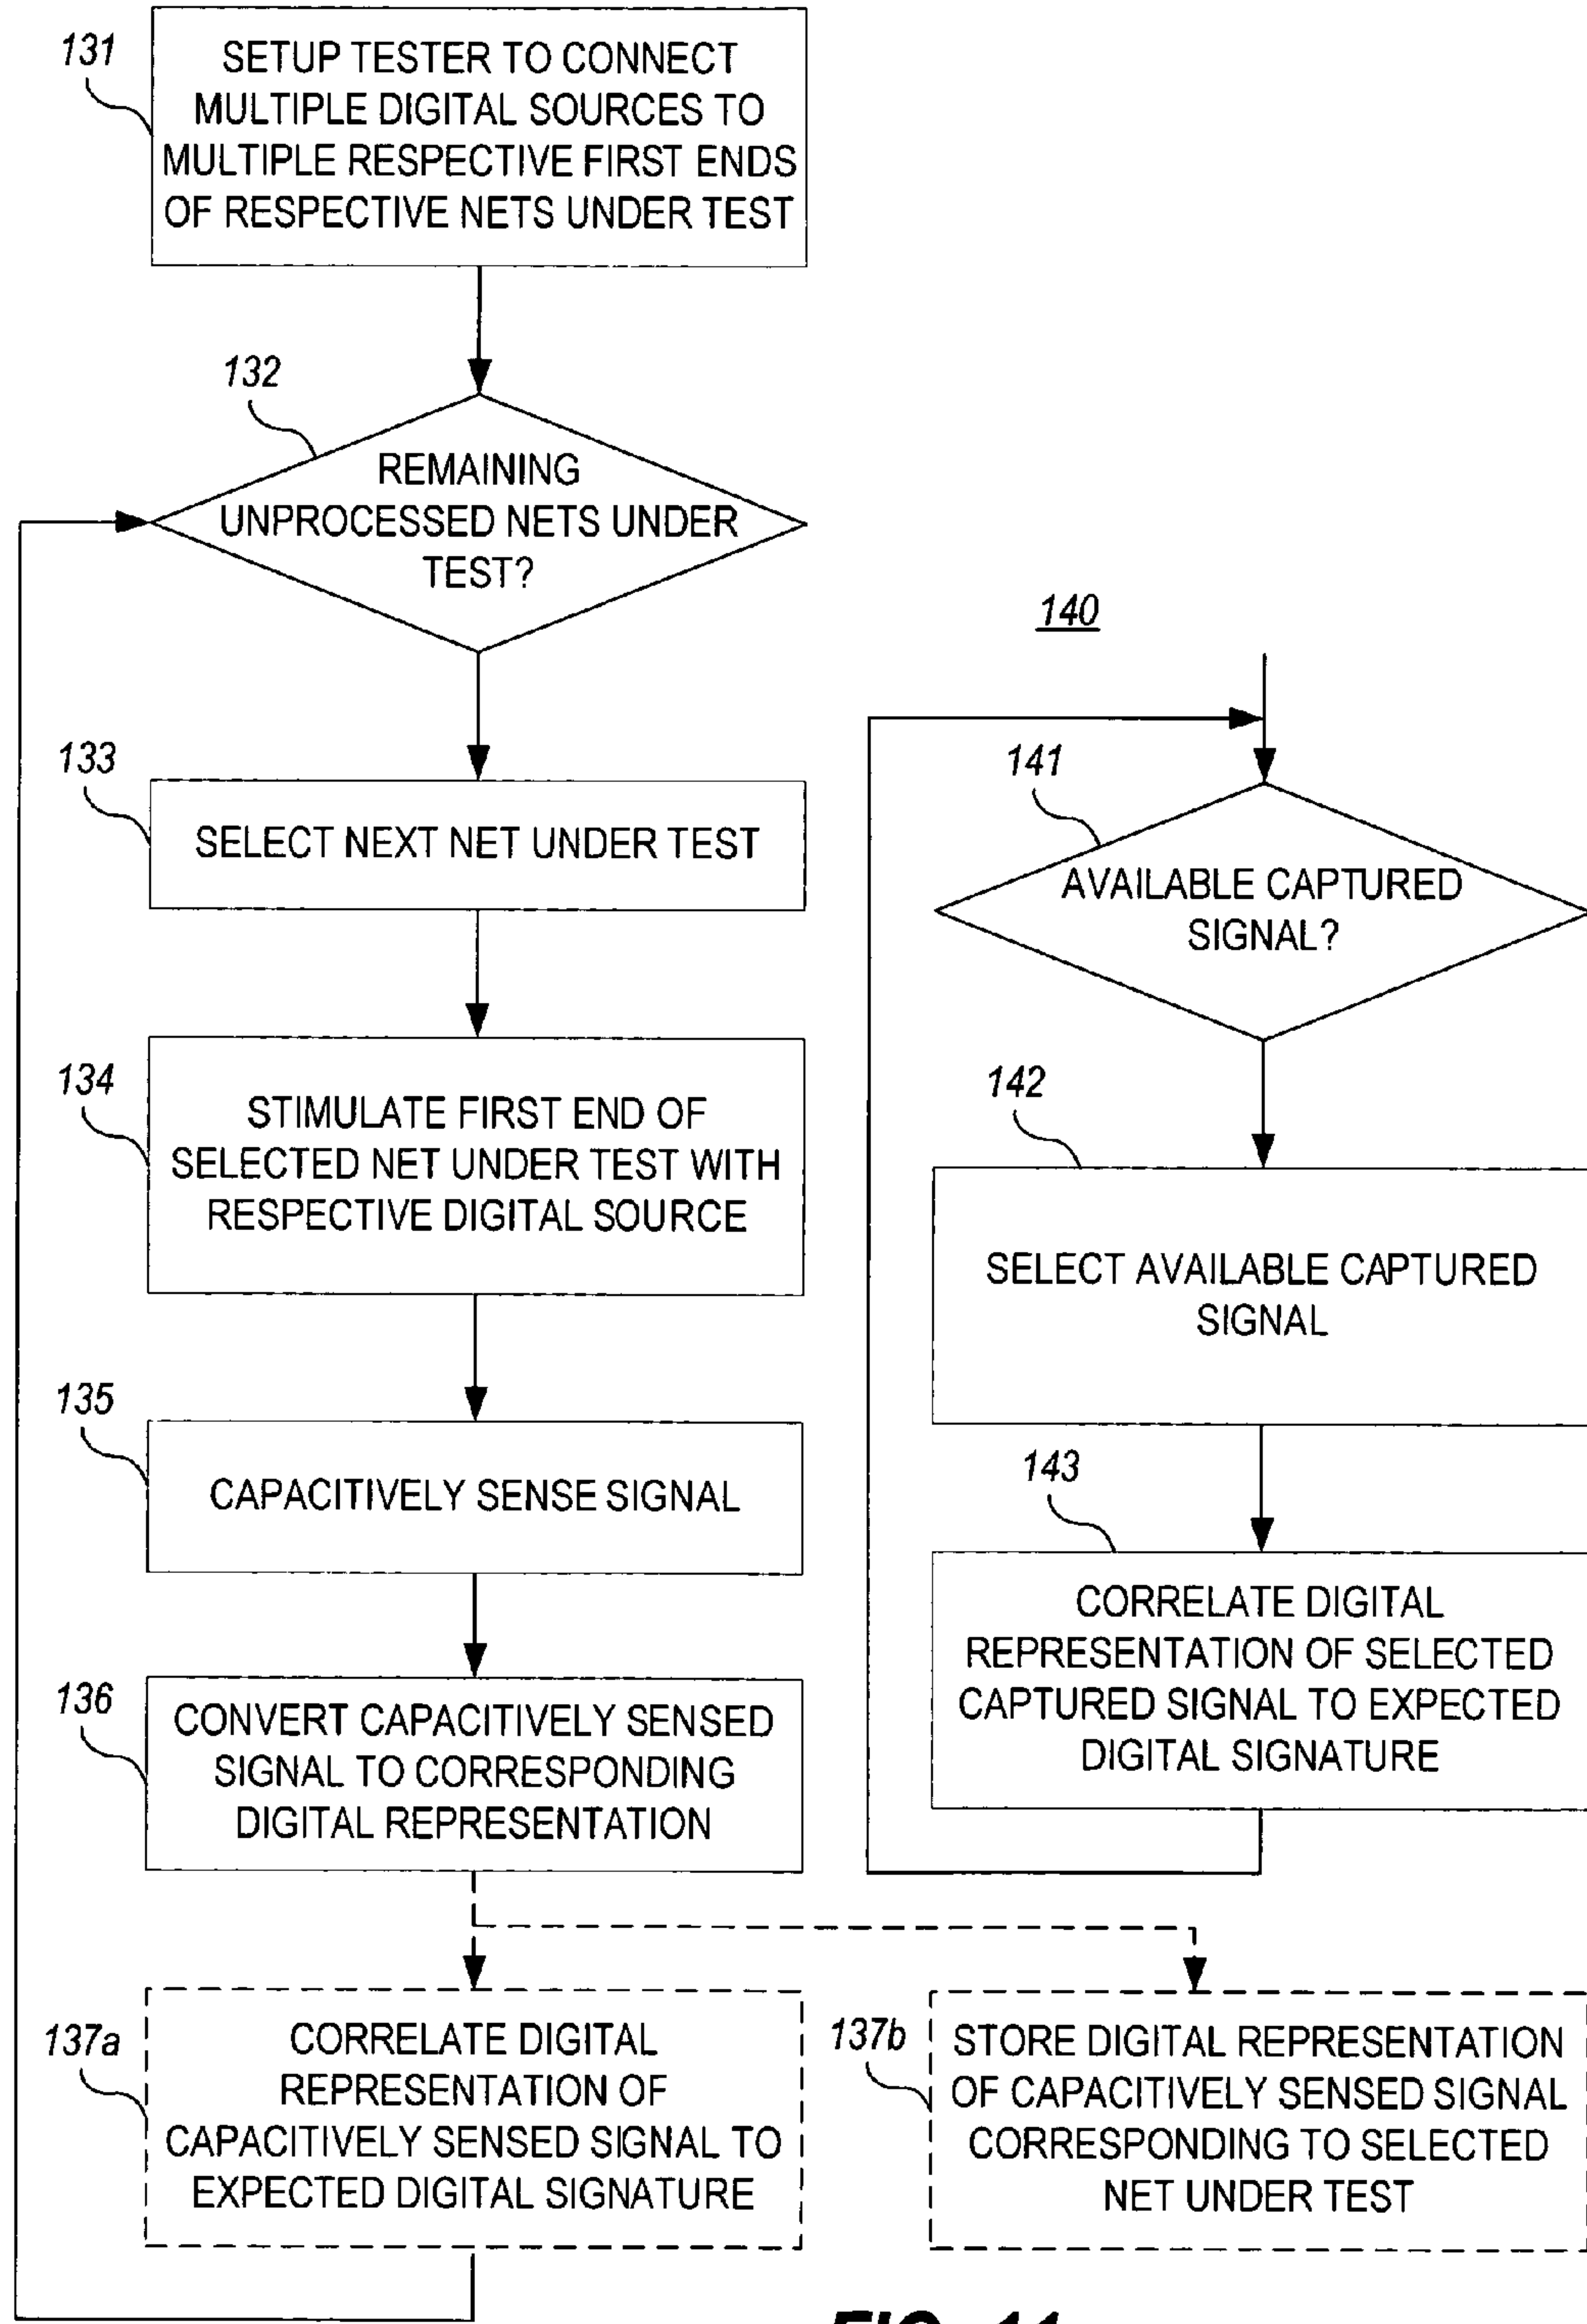 131
SETUP TESTER TO CONNECT
MULTIPLE DIGITAL SOURCES TO
MULTIPLE RESPECTIVE FIRST ENDS
OF RESPECTIVE NETS UNDER TEST
132
REMAINING
UNPROCESSED NETS UNDER
TEST?
133
SELECT NEXT NET UNDER TEST
134
STIMULATE FIRST END OF
SELECTED NET UNDER TEST WITH
RESPECTIVE DIGITAL SOURCE
135
CAPACITIVELY SENSE SIGNAL
136
CONVERT CAPACITIVELY SENSED
SIGNAL TO CORRESPONDING
DIGITAL REPRESENTATION
137a
CORRELATE DIGITAL
REPRESENTATION OF
CAPACITIVELY SENSED SIGNAL TO
EXPECTED DIGITAL SIGNATURE
137b
STORE DIGITAL REPRESENTATION
OF CAPACITIVELY SENSED SIGNAL
CORRESPONDING TO SELECTED
NET UNDER TEST
140
141
AVAILABLE CAPTURED
SIGNAL?
142
SELECT AVAILABLE CAPTURED
SIGNAL
143
CORRELATE DIGITAL
REPRESENTATION OF SELECTED
CAPTURED SIGNAL TO EXPECTED
DIGITAL SIGNATURE